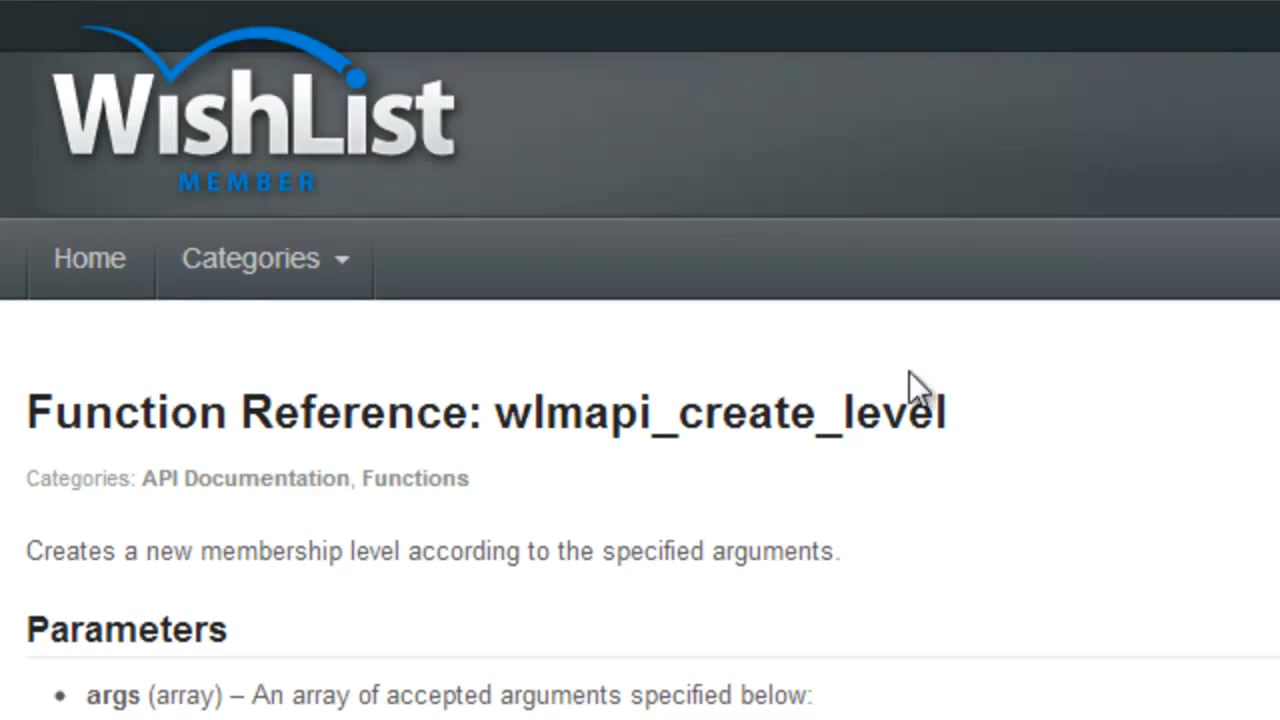 WishList
MEMBER
Home Categories
Function Reference: wlmapi_create_level
Categories: API Documentation, Functions
Creates a new membership level according to the specified arguments.
Parameters
• args (array) – An array of accepted arguments specified below: